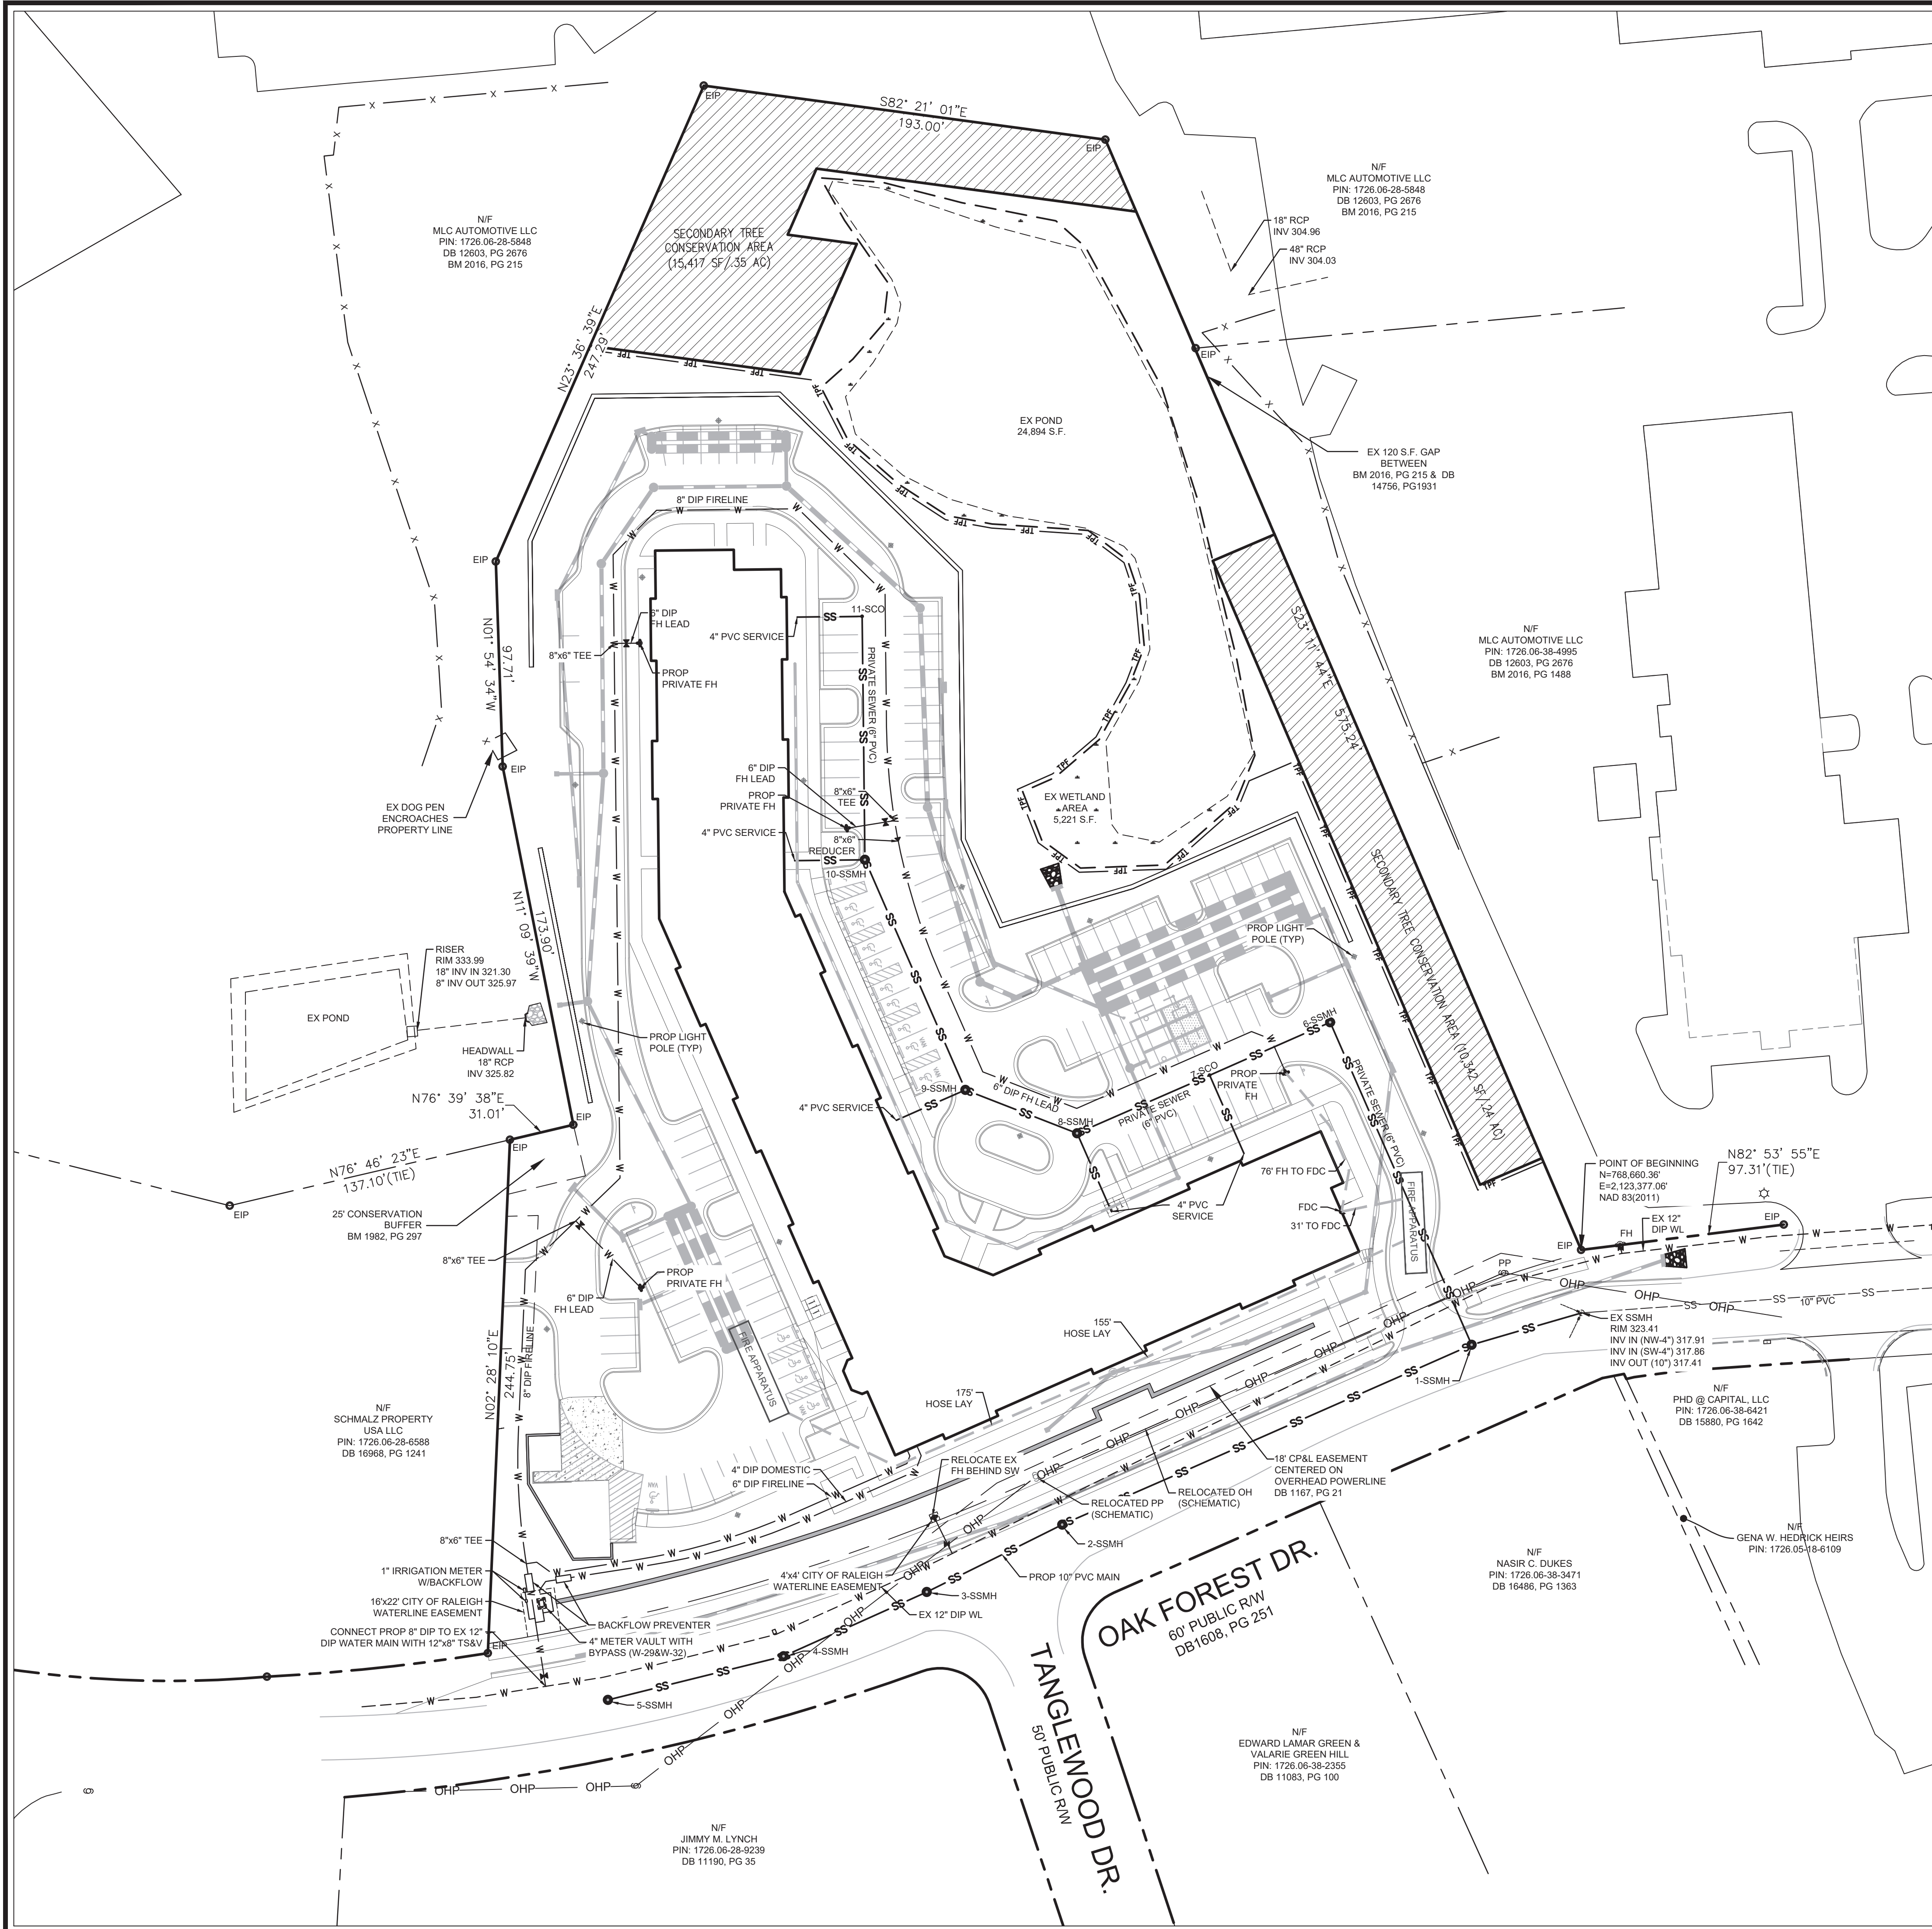 EIP
S82° 21' 01"E
193.00'
EIP
N/F
MLC AUTOMOTIVE LLC
PIN: 1726.06-28-5848
DB 12603, PG 2676
BM 2016, PG 215
N/F
MLC AUTOMOTIVE LLC
PIN: 1726.06-28-5848
DB 12603, PG 2676
BM 2016, PG 215
SECONDARY TREE
CONSERVATION AREA
(15,417 SF/.35 AC)
18" RCP
INV 304.96
48" RCP
INV 304.03
N23° 36' 39"E
247.29'
EIP
EX POND
24,894 S.F.
EX 120 S.F. GAP
BETWEEN
BM 2016, PG 215 & DB
14756, PG1931
8" DIP FIRELINE
EIP
6" DIP
FH LEAD
11-SCO
4" PVC SERVICE
8"x6" TEE
PROP
PRIVATE FH
PRIVATE SEWER (6" PVC)
N01° 54' 34"W
97.71'
S23° 11' 44"E
575.24'
N/F
MLC AUTOMOTIVE LLC
PIN: 1726.06-38-4995
DB 12603, PG 2676
BM 2016, PG 1488
EIP
6" DIP
FH LEAD
PROP
PRIVATE FH
8"x6"
TEE
EX WETLAND
AREA
5,221 S.F.
EX DOG PEN
ENCROACHES
PROPERTY LINE
4" PVC SERVICE
8"x6"
REDUCER
10-SSMH
SECONDARY TREE CONSERVATION AREA (10,342 SF/.24 AC)
N11° 09' 39"W
173.90'
PROP LIGHT
POLE (TYP)
RISER
RIM 333.99
18" INV IN 321.30
8" INV OUT 325.97
EX POND
HEADWALL
18" RCP
INV 325.82
PROP LIGHT
POLE (TYP)
6-SSMH
7-SCO
PROP
PRIVATE
FH
9-SSMH
6" DIP FH LEAD
4" PVC SERVICE
8-SSMH
PRIVATE SEWER
(6" PVC)
PRIVATE SEWER (6" PVC)
N76° 39' 38"E
31.01'
EIP
EIP
N76° 46' 23"E
137.10'(TIE)
EIP
76' FH TO FDC
FDC
31' TO FDC
4" PVC
SERVICE
FIRE APPARATUS
POINT OF BEGINNING
N=768,660.36'
E=2,123,377.06'
NAD 83(2011)
N82° 53' 55"E
97.31'(TIE)
EX 12"
DIP WL
EIP
FH
EIP
PP
25' CONSERVATION
BUFFER
BM 1982, PG 297
8"x6" TEE
PROP
PRIVATE FH
6" DIP
FH LEAD
10" PVC
EX SSMH
RIM 323.41
INV IN (NW-4") 317.91
INV IN (SW-4") 317.86
INV OUT (10") 317.41
155'
HOSE LAY
1-SSMH
N02° 28' 10"E
244.75'
8" DIP FIRELINE
FIRE APPARATUS
175'
HOSE LAY
N/F
SCHMALZ PROPERTY
USA LLC
PIN: 1726.06-28-6588
DB 16968, PG 1241
N/F
PHD @ CAPITAL, LLC
PIN: 1726.06-38-6421
DB 15880, PG 1642
4" DIP DOMESTIC
6" DIP FIRELINE
RELOCATE EX
FH BEHIND SW
18' CP&L EASEMENT
CENTERED ON
OVERHEAD POWERLINE
DB 1167, PG 21
RELOCATED OH
(SCHEMATIC)
RELOCATED PP
(SCHEMATIC)
2-SSMH
8"x6" TEE
1" IRRIGATION METER
W/BACKFLOW
16'x22' CITY OF RALEIGH
WATERLINE EASEMENT
CONNECT PROP 8" DIP TO EX 12"
DIP WATER MAIN WITH 12"x8" TS&V
EIP
BACKFLOW PREVENTER
4" METER VAULT WITH
BYPASS (W-29&W-32)
4'x4' CITY OF RALEIGH
WATERLINE EASEMENT
PROP 10" PVC MAIN
3-SSMH
EX 12" DIP WL
4-SSMH
5-SSMH
OAK FOREST DR.
60' PUBLIC R/W
DB1608, PG 251
TANGLEWOOD DR.
50' PUBLIC R/W
N/F
NASIR C. DUKES
PIN: 1726.06-38-3471
DB 16486, PG 1363
N/F
GENA W. HEDRICK HEIRS
PIN: 1726.05-18-6109
N/F
EDWARD LAMAR GREEN &
VALARIE GREEN HILL
PIN: 1726.06-38-2355
DB 11083, PG 100
N/F
JIMMY M. LYNCH
PIN: 1726.06-28-9239
DB 11190, PG 35